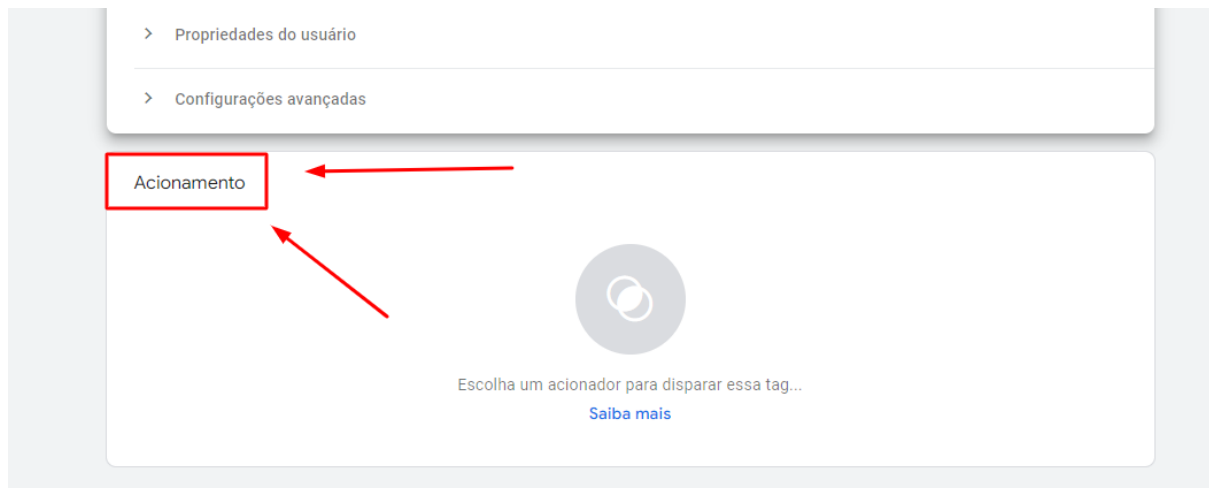 Propriedades do usuário
Configurações avançadas
Acionamento
Escolha um acionador para disparar essa tag...
Saiba mais